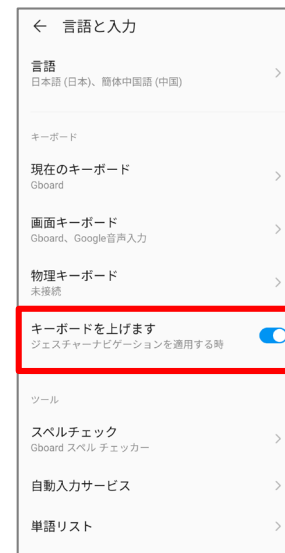 ← 言語と入力
言語
日本語 (日本)、簡体中国語 (中国)
キーボード
現在のキーボード
Gboard
画面キーボード
Gboard、Google音声入力
物理キーボード
未接続
キーボードを上げます
ジェスチャーナビゲーションを適用する時
ツール
スペルチェック
Gboard スペル チェッカー
自動入力サービス
単語リスト